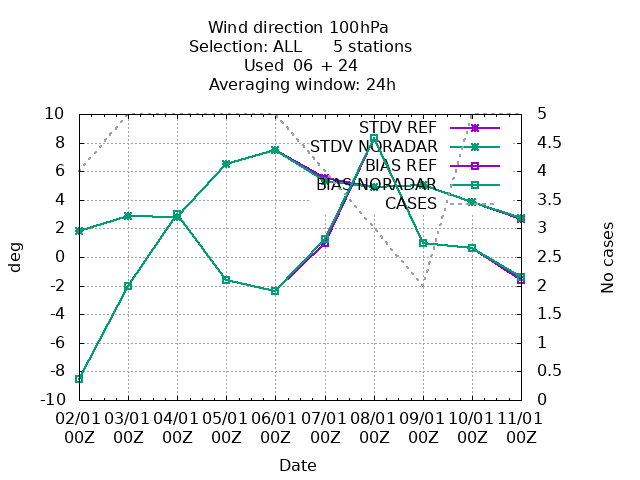 Wind direction 100hPa
Selection: ALL 5 stations
Used 06 + 24
Averaging window: 24h
10
8
6
4
2
0
-2
-4
-6
-8
-10
deg
5
4.5
4
3.5
3
2.5
2
1.5
1
0.5
0
No cases
STDV REF
STDV NORADAR
BIAS REF
BIAS NORADAR
CASES
02/01 03/01 04/01 05/01 06/01 07/01 08/01 09/01 10/01 11/01
00Z 00Z 00Z 00Z 00Z 00Z 00Z 00Z 00Z 00Z
Date